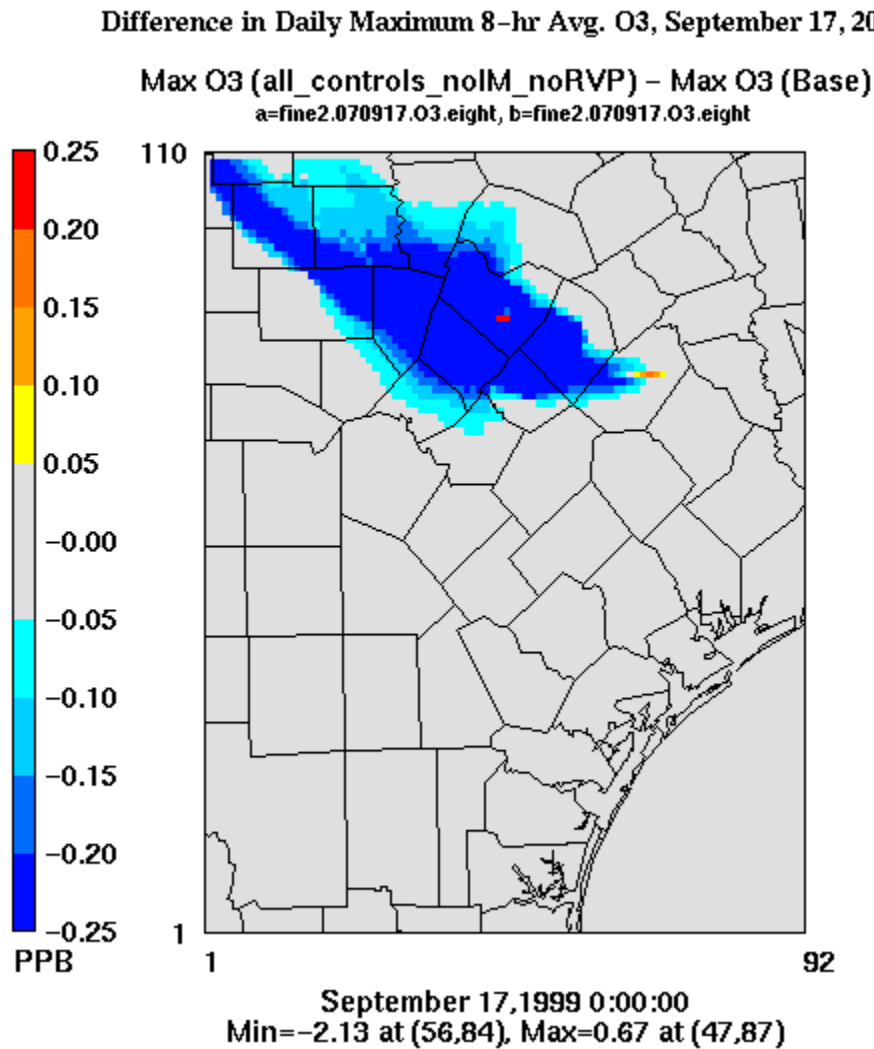 Difference in Daily Maximum 8-hr Avg. O3, September 17, 20
Max O3 (all_controls_noIM_noRVP) - Max O3 (Base)
a=fine2.070917.O3.eight, b=fine2.070917.O3.eight
0.25
0.20
0.15
0.10
0.05
-0.00
-0.05
-0.10
-0.15
-0.20
-0.25
PPB
110
1
1
92
September 17,1999 0:00:00
Min=-2.13 at (56,84), Max=0.67 at (47,87)